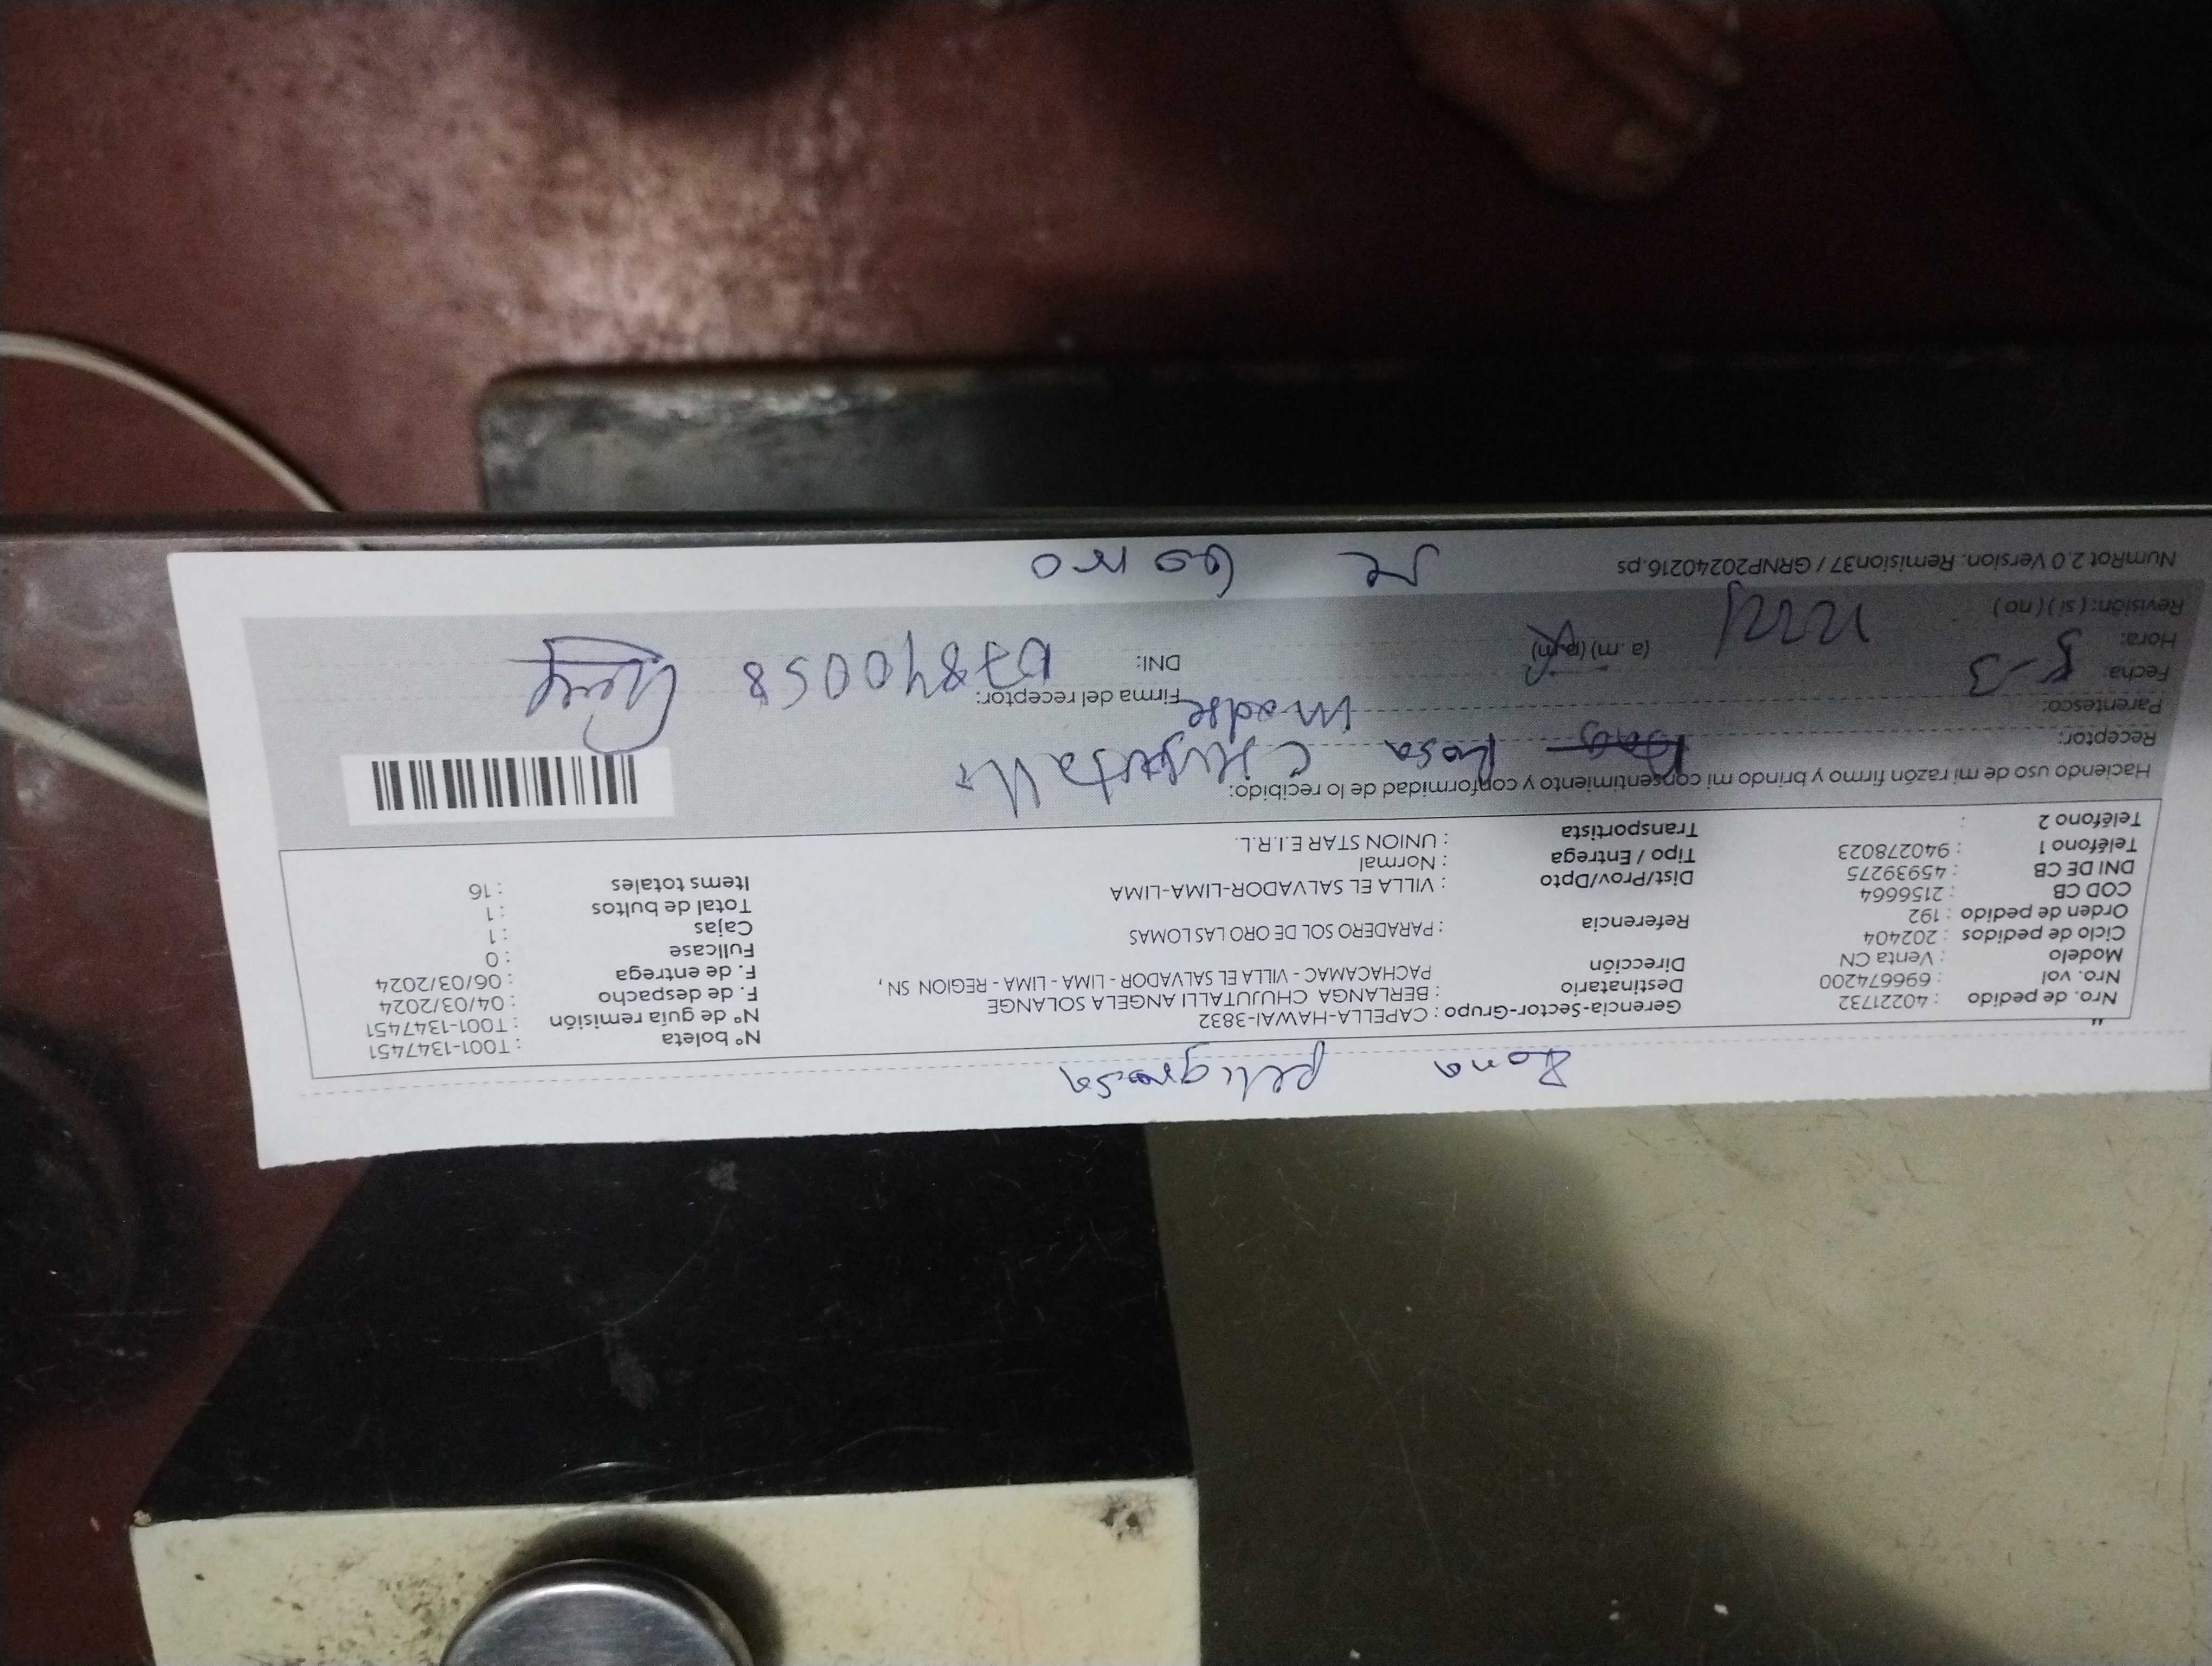 Zona peligrosa
Nro. de pedido : 40221732
Nro. vol : 696674200
Modelo : Venta CN
Ciclo de pedidos : 202404
Orden de pedido : 192
COD CB : 2156664
DNI DE CB : 45939275
Teléfono 1 : 940278023
Teléfono 2 :
Gerencia-Sector-Grupo : CAPELLA-HAWAI-3832
Destinatario : BERLANGA CHUJUTALLI ANGELA SOLANGE
Dirección PACHACAMAC - VILLA EL SALVADOR - LIMA - LIMA - REGION SN,
Referencia : PARADERO SOL DE ORO LAS LOMAS
Dist/Prov/Dpto : VILLA EL SALVADOR-LIMA-LIMA
Tipo / Entrega : Normal
Transportista : UNION STAR E.I.R.L.
N° boleta : T001-1347451
N° de guía remisión : T001-1347451
F. de despacho : 04/03/2024
F. de entrega : 06/03/2024
Fullcase : 0
Cajas : 1
Total de bultos : 1
Items totales : 16
Haciendo uso de mi razón firmo y brindo mi consentimiento y conformidad de lo recibido:
Receptor: Rosa
Parentesco: Madre
Firma del receptor:
Fecha 5-3
DNI: 07840058
Hora: (a.m) (p.m)
Revisión: (si) (no)
NumRot 2.0 Version: Remision37 / GRNP20240216.ps